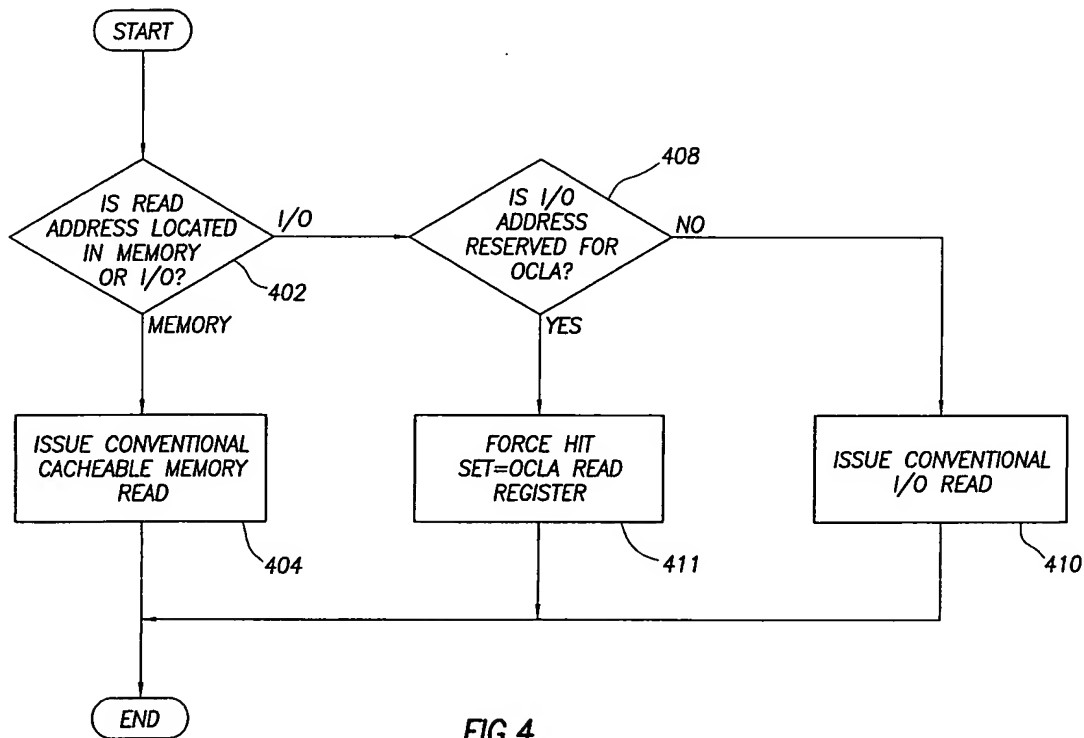 START
IS READ
ADDRESS LOCATED
IN MEMORY
OR I/O?
402
I/O
MEMORY
IS I/O
ADDRESS
RESERVED FOR
OCLA?
408
NO
YES
ISSUE CONVENTIONAL
CACHEABLE MEMORY
READ
404
FORCE HIT
SET=OCLA READ
REGISTER
411
ISSUE CONVENTIONAL
I/O READ
410
END
FIG.4